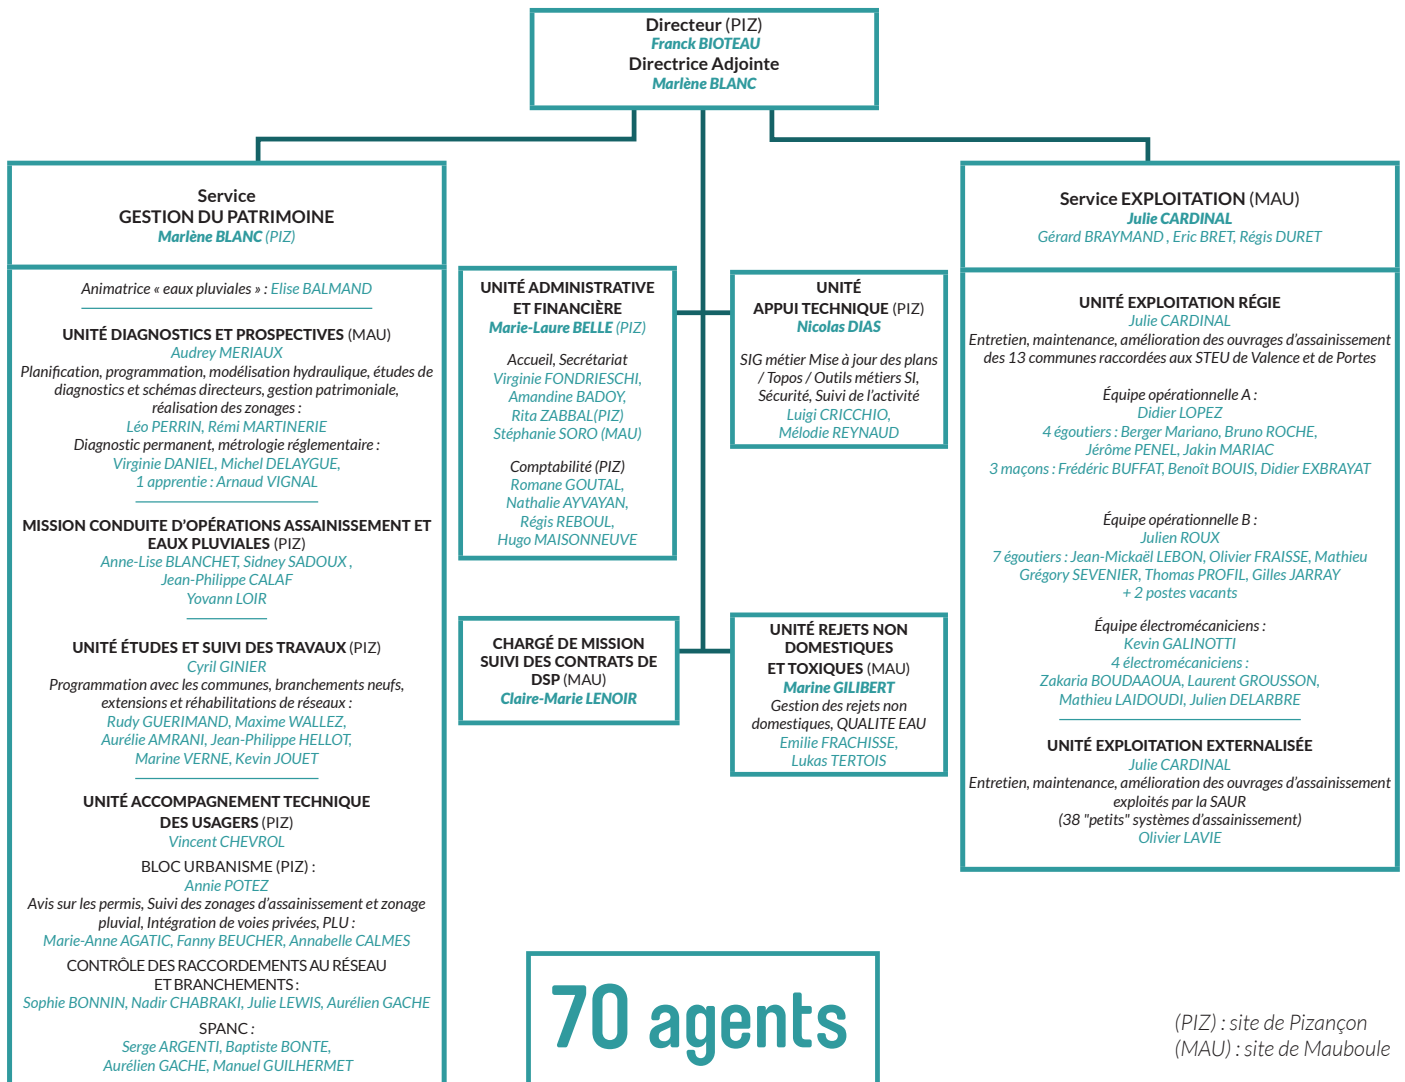 Directeur (PIZ)
Franck BIOTEAU
Directrice Adjointe
Marlène BLANC
Service
GESTION DU PATRIMOINE
Marlène BLANC (PIZ)
Animatrice « eaux pluviales » : Elise BALMAND
UNITÉ DIAGNOSTICS ET PROSPECTIVES (MAU)
Audrey MERIAUX
Planification, programmation, modélisation hydraulique, études de
diagnostics et schémas directeurs, gestion patrimoniale,
réalisation des zonages :
Léo PERRIN, Rémi MARTINERIE
Diagnostic permanent, métrologie réglementaire :
Virginie DANIEL, Michel DELAYGUE,
1 apprentie : Arnaud VIGNAL
MISSION CONDUITE D'OPÉRATIONS ASSAINISSEMENT ET
EAUX PLUVIALES (PIZ)
Anne-Lise BLANCHET, Sidney SADOUX ,
Jean-Philippe CALAF
Yovann LOIR
UNITÉ ÉTUDES ET SUIVI DES TRAVAUX (PIZ)
Cyril GINIER
Programmation avec les communes, branchements neufs,
extensions et réhabilitations de réseaux :
Rudy GUERIMAND, Maxime WALLEZ,
Aurélie AMRANI, Jean-Philippe HELLOT,
Marine VERNE, Kevin JOUET
UNITÉ ACCOMPAGNEMENT TECHNIQUE
DES USAGERS (PIZ)
Vincent CHEVROL
BLOC URBANISME (PIZ) :
Annie POTEZ
Avis sur les permis, Suivi des zonages d'assainissement et zonage
pluvial, Intégration de voies privées, PLU :
Marie-Anne AGATIC, Fanny BEUCHER, Annabelle CALMES
CONTRÔLE DES RACCORDEMENTS AU RÉSEAU
ET BRANCHEMENTS :
Sophie BONNIN, Nadir CHABRAKI, Julie LEWIS, Aurélien GACHE
SPANC :
Serge ARGENTI, Baptiste BONTE,
Aurélien GACHE, Manuel GUILHERMET
UNITÉ ADMINISTRATIVE
ET FINANCIÈRE
Marie-Laure BELLE (PIZ)
Accueil, Secrétariat
Virginie FONDRIESCHI,
Amandine BADOY,
Rita ZABBAL(PIZ)
Stéphanie SORO (MAU)
Comptabilité (PIZ)
Romane GOUTAL,
Nathalie AYVAYAN,
Régis REBOUL,
Hugo MAISONNEUVE
UNITÉ
APPUI TECHNIQUE (PIZ)
Nicolas DIAS
SIG métier Mise à jour des plans
/ Topos / Outils métiers SI,
Sécurité, Suivi de l'activité
Luigi CRICCHIO,
Mélodie REYNAUD
CHARGÉ DE MISSION
SUIVI DES CONTRATS DE
DSP (MAU)
Claire-Marie LENOIR
UNITÉ REJETS NON
DOMESTIQUES
ET TOXIQUES (MAU)
Marine GILIBERT
Gestion des rejets non
domestiques, QUALITE EAU
Emilie FRACHISSE,
Lukas TERTOIS
Service EXPLOITATION (MAU)
Julie CARDINAL
Gérard BRAYMAND , Eric BRET, Régis DURET
UNITÉ EXPLOITATION RÉGIE
Julie CARDINAL
Entretien, maintenance, amélioration des ouvrages d'assainissement
des 13 communes raccordées aux STEU de Valence et de Portes
Équipe opérationnelle A :
Didier LOPEZ
4 égoutiers : Berger Mariano, Bruno ROCHE,
Jérôme PENEL, Jakin MARIAC
3 maçons : Frédéric BUFFAT, Benoît BOUIS, Didier EXBRAYAT
Équipe opérationnelle B :
Julien ROUX
7 égoutiers : Jean-Mickaël LEBON, Olivier FRAISSE, Mathieu
Grégory SEVENIER, Thomas PROFIL, Gilles JARRAY
+ 2 postes vacants
Équipe électromécaniciens :
Kevin GALINOTTI
4 électromécaniciens :
Zakaria BOUDAAOUA, Laurent GROUSSON,
Mathieu LAIDOUDI, Julien DELARBRE
UNITÉ EXPLOITATION EXTERNALISÉE
Julie CARDINAL
Entretien, maintenance, amélioration des ouvrages d'assainissement
exploités par la SAUR
(38 "petits" systèmes d'assainissement)
Olivier LAVIE
70 agents
(PIZ) : site de Pizançon
(MAU) : site de Mauboule